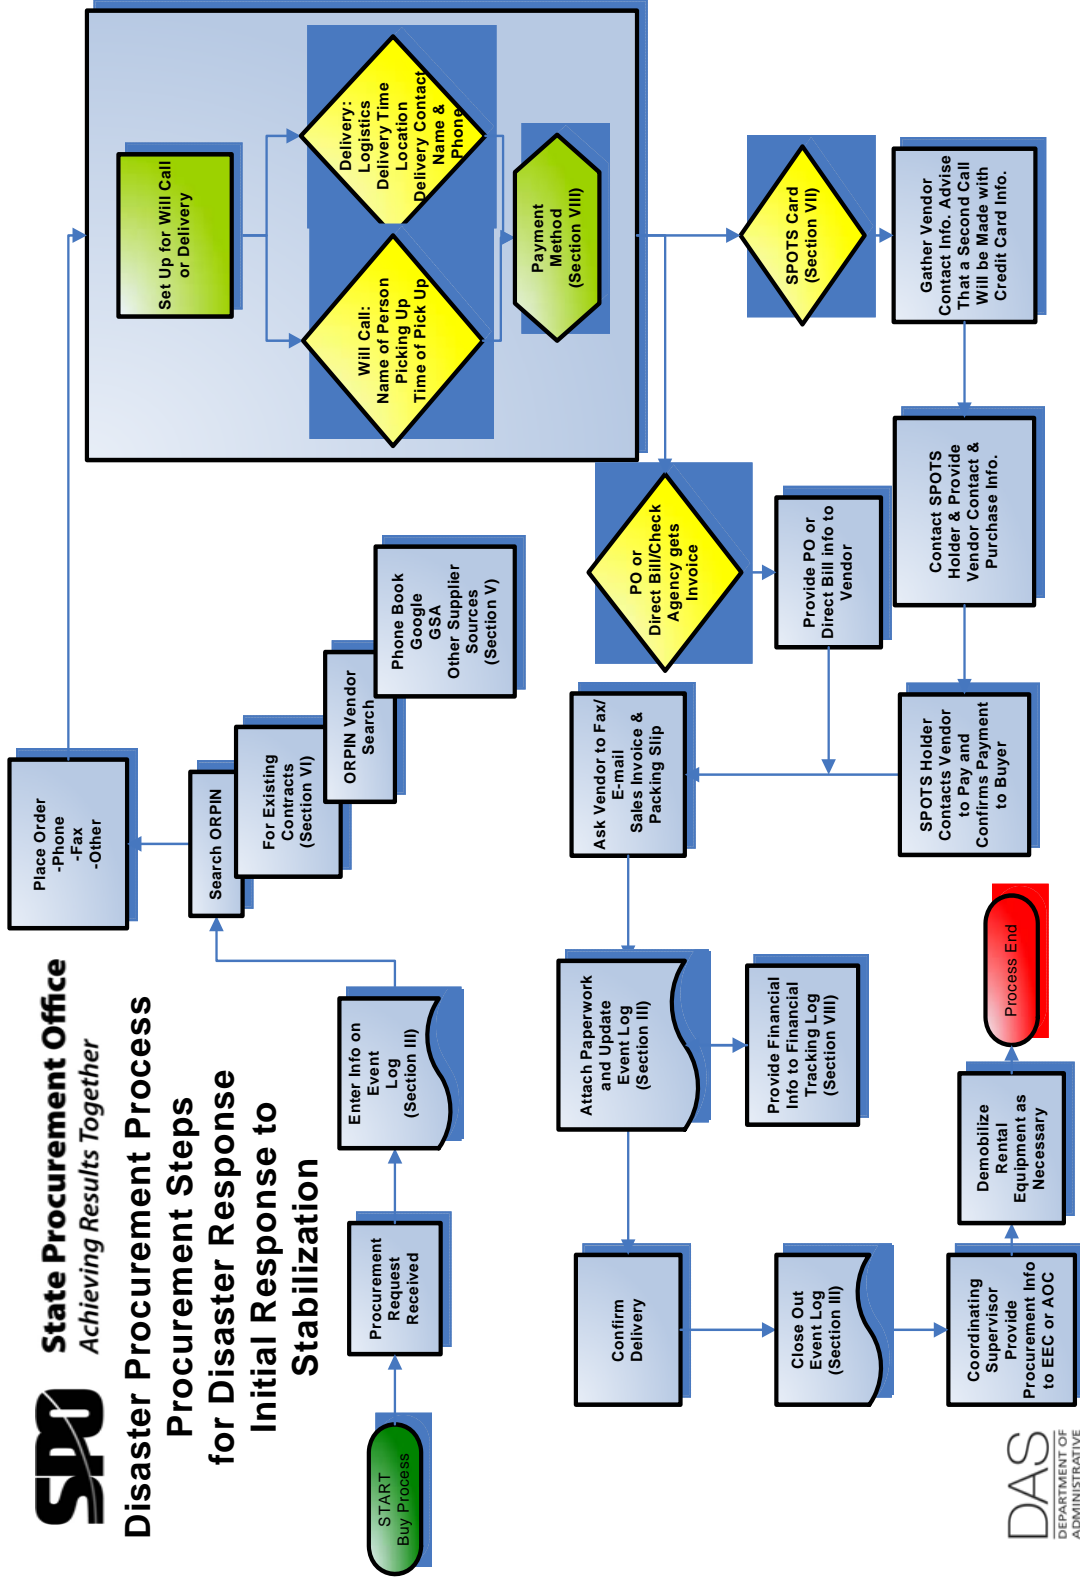 SPO
State Procurement Office
Achieving Results Together
Disaster Procurement Process
Procurement Steps
for Disaster Response
Initial Response to
Stabilization
START
Buy Process
Procurement
Request
Received
Enter Info on
Event
Log
(Section III)
Search ORPIN
For Existing
Contracts
(Section VI)
ORPIN Vendor
Search
Phone Book
Google
GSA
Other Supplier
Sources
(Section V)
Place Order
-Phone
-Fax
-Other
Set Up for Will Call
or Delivery
Will Call:
Name of Person
Picking Up
Time of Pick Up
Delivery:
Logistics
Delivery Time
Location
Delivery Contact
Name &
Phone
Payment
Method
(Section VIII)
PO or
Direct Bill/Check
Agency gets
Invoice
Provide PO or
Direct Bill info to
Vendor
SPOTS Card
(Section VII)
Gather Vendor
Contact Info. Advise
That a Second Call
Will be Made with
Credit Card Info.
Contact SPOTS
Holder & Provide
Vendor Contact &
Purchase Info.
SPOTS Holder
Contacts Vendor
to Pay and
Confirms Payment
to Buyer
Ask Vendor to Fax/
E-mail
Sales Invoice &
Packing Slip
Attach Paperwork
and Update
Event Log
(Section III)
Provide Financial
Info to Financial
Tracking Log
(Section VIII)
Confirm
Delivery
Close Out
Event Log
(Section III)
Coordinating
Supervisor
Provide
Procurement Info
to EEC or AOC
Demobilize
Rental
Equipment as
Necessary
Process End
DAS
DEPARTMENT OF
ADMINISTRATIVE